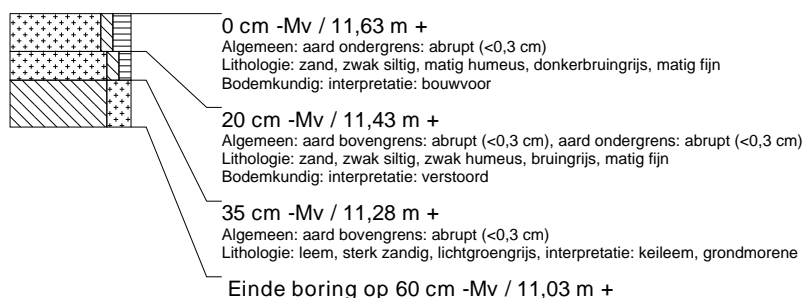 0 cm -Mv / 11,63 m +
Algemeen: aard ondergrens: abrupt (<0,3 cm)
Lithologie: zand, zwak siltig, matig humeus, donkerbruingrijs, matig fijn
Bodemkundig: interpretatie: bouwvoor
20 cm -Mv / 11,43 m +
Algemeen: aard bovengrens: abrupt (<0,3 cm), aard ondergrens: abrupt (<0,3 cm)
Lithologie: zand, zwak siltig, zwak humeus, bruingrijs, matig fijn
Bodemkundig: interpretatie: verstoord
35 cm -Mv / 11,28 m +
Algemeen: aard bovengrens: abrupt (<0,3 cm)
Lithologie: leem, sterk zandig, lichtgroengrijs, interpretatie: keileem, grondmorene
Einde boring op 60 cm -Mv / 11,03 m +